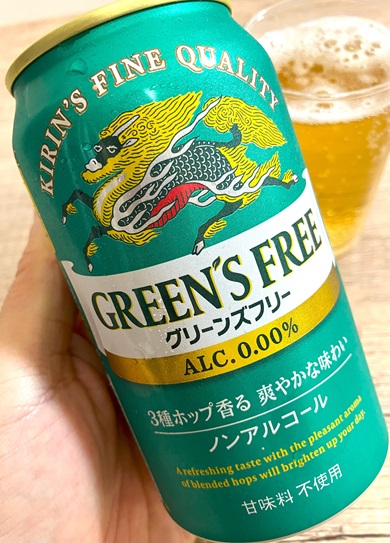 KIRIN'S FINE QUALITY
GREEN'S FREE
グリーンズフリー
ALC.0.00%
3種ホップ香る 爽やかな味わい
ノンアルコール
A refreshing taste with the pleasant aroma
of blended hops will brighten up your day.
甘味料 不使用